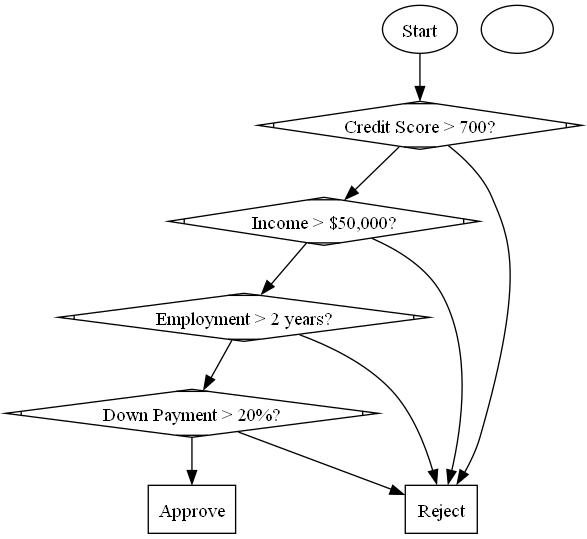 Start
Credit Score > 700?
Income > $50,000?
Employment > 2 years?
Down Payment > 20%?
Approve
Reject